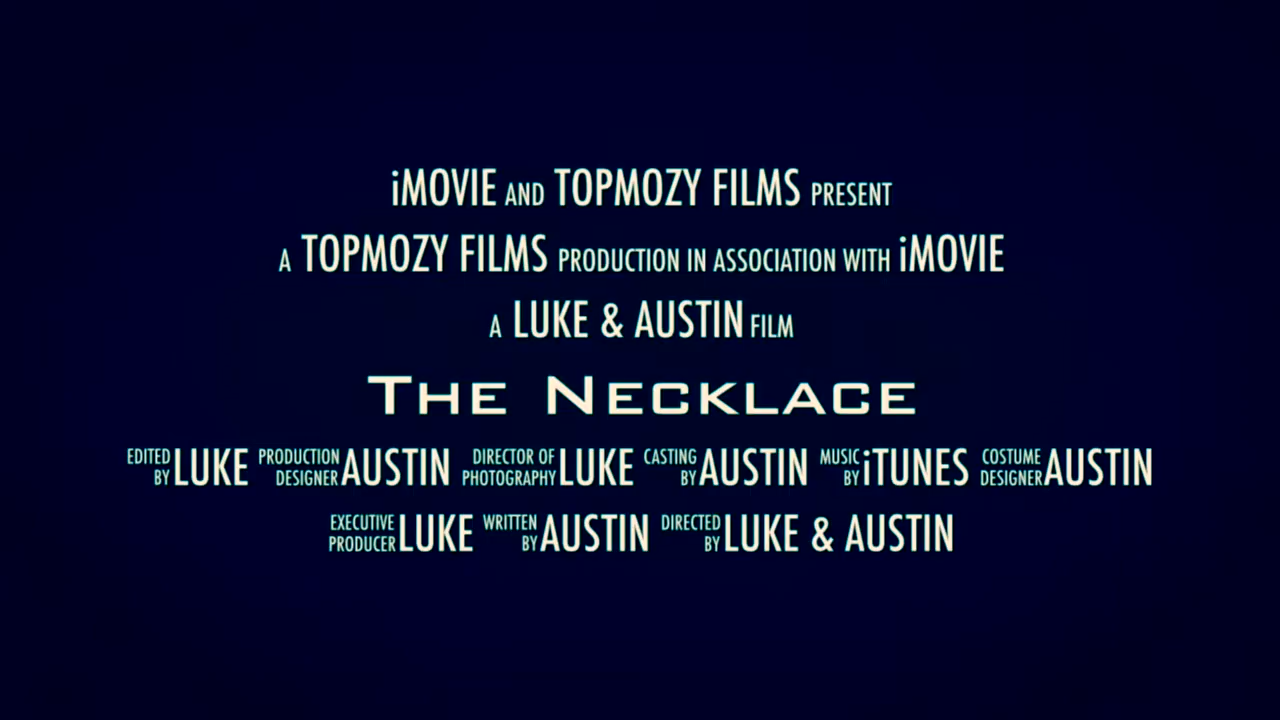 iMOVIE AND TOPMOZY FILMS PRESENT
A TOPMOZY FILMS PRODUCTION IN ASSOCIATION WITH iMOVIE
A LUKE & AUSTIN FILM
THE NECKLACE
EDITED BY LUKE PRODUCTION DESIGNER AUSTIN DIRECTOR OF PHOTOGRAPHY LUKE CASTING BY AUSTIN MUSIC BY iTUNES COSTUME DESIGNER AUSTIN
EXECUTIVE PRODUCER LUKE WRITTEN BY AUSTIN DIRECTED BY LUKE & AUSTIN